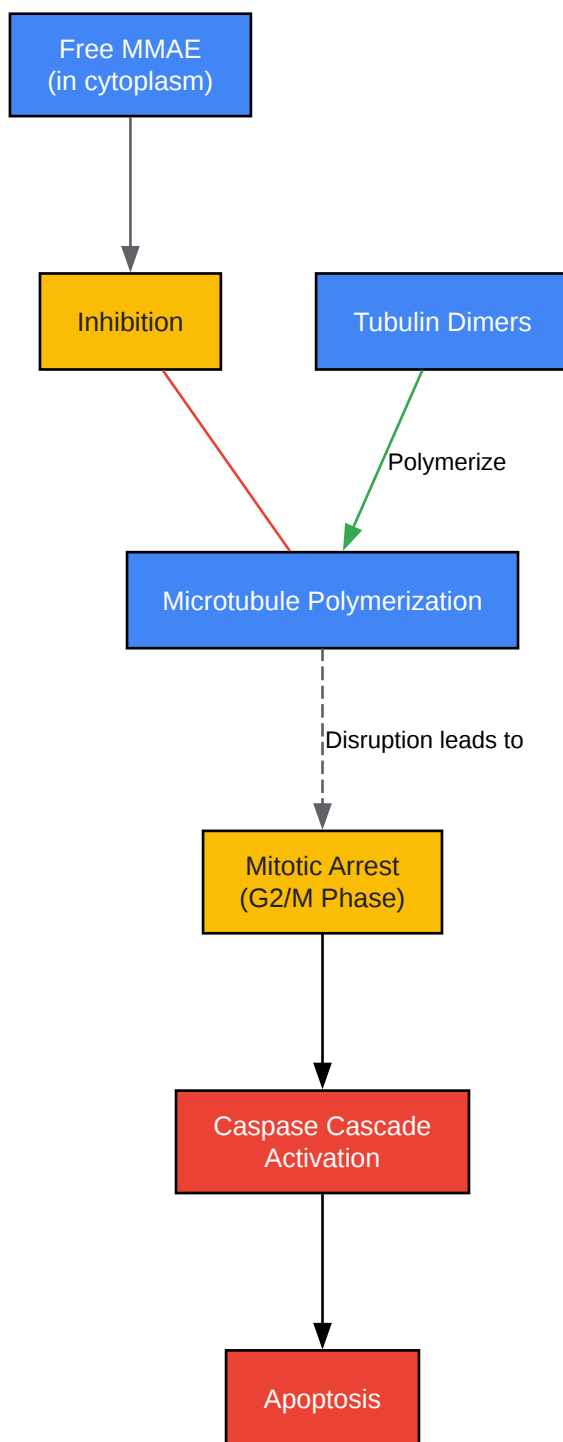 Free MMAE
(in cytoplasm)
Inhibition
Tubulin Dimers
Polymerize
Microtubule Polymerization
Disruption leads to
Mitotic Arrest
(G2/M Phase)
Caspase Cascade
Activation
Apoptosis